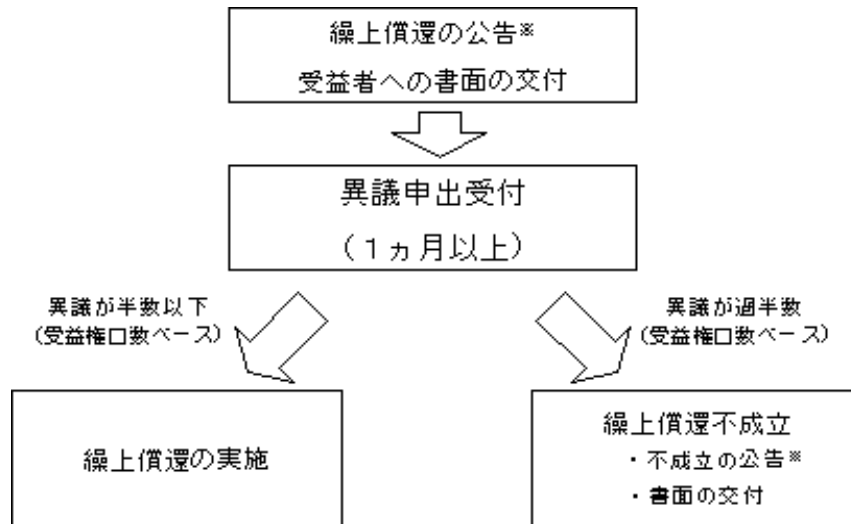 繰上償還の公告※
受益者への書面の交付
異議申出受付
（１ヵ月以上）
異議が半数以下
(受益権口数ベース)
異議が過半数
(受益権口数ベース)
繰上償還の実施
繰上償還不成立
・不成立の公告※
・書面の交付